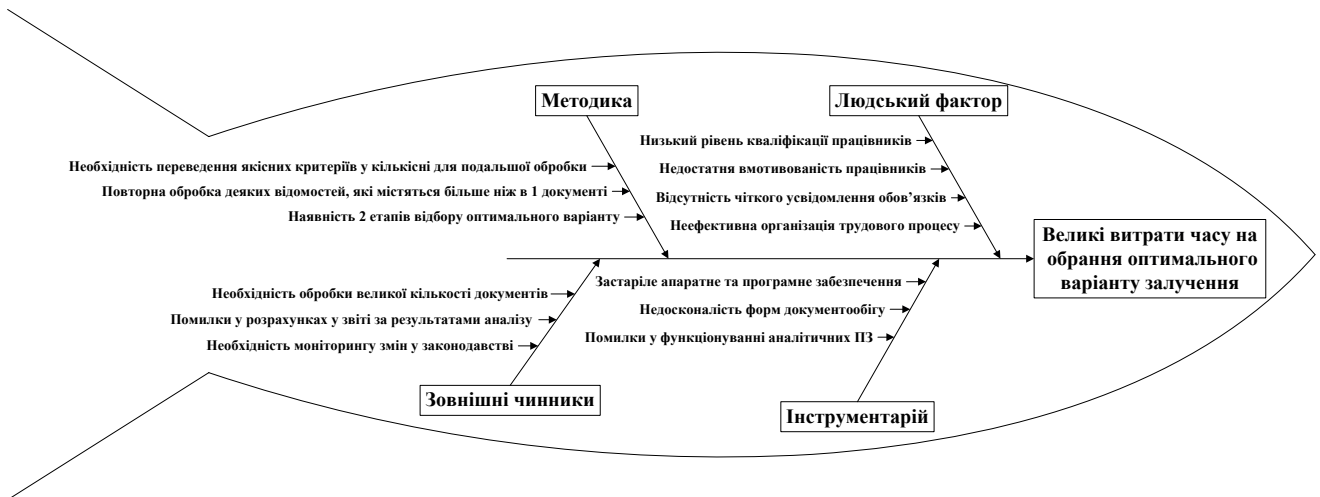 Методика
Людський фактор
Необхідність переведення якісних критеріїв у кількісні для подальшої обробки
Повторна обробка деяких відомостей, які містяться більше ніж в 1 документі
Наявність 2 етапів відбору оптимального варіанту
Низький рівень кваліфікації працівників
Недостатня вмотивованість працівників
Відсутність чіткого усвідомлення обов’язків
Неефективна організація трудового процесу
Великі витрати часу на
обрання оптимального
варіанту залучення
Необхідність обробки великої кількості документів
Помилки у розрахунках у звіті за результатами аналізу
Необхідність моніторингу змін у законодавстві
Застаріле апаратне та програмне забезпечення
Недосконалість форм документообігу
Помилки у функціонуванні аналітичних ПЗ
Зовнішні чинники
Інструментарій